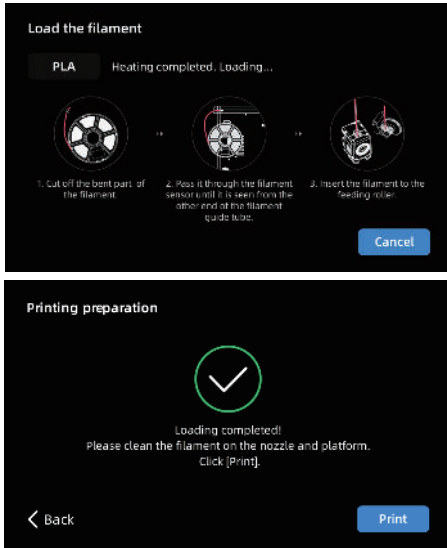 Load the filament
PLA
Heating completed. Loading...
1. Cut off the bent part of
the filament.
2. Pass it through the filament
sensor until it is seen from the
other end of the filament
guide tube.
3. Insert the filament to the
feeding roller.
Cancel
Printing preparation
Loading completed!
Please clean the filament on the nozzle and platform.
Click [Print].
Back
Print